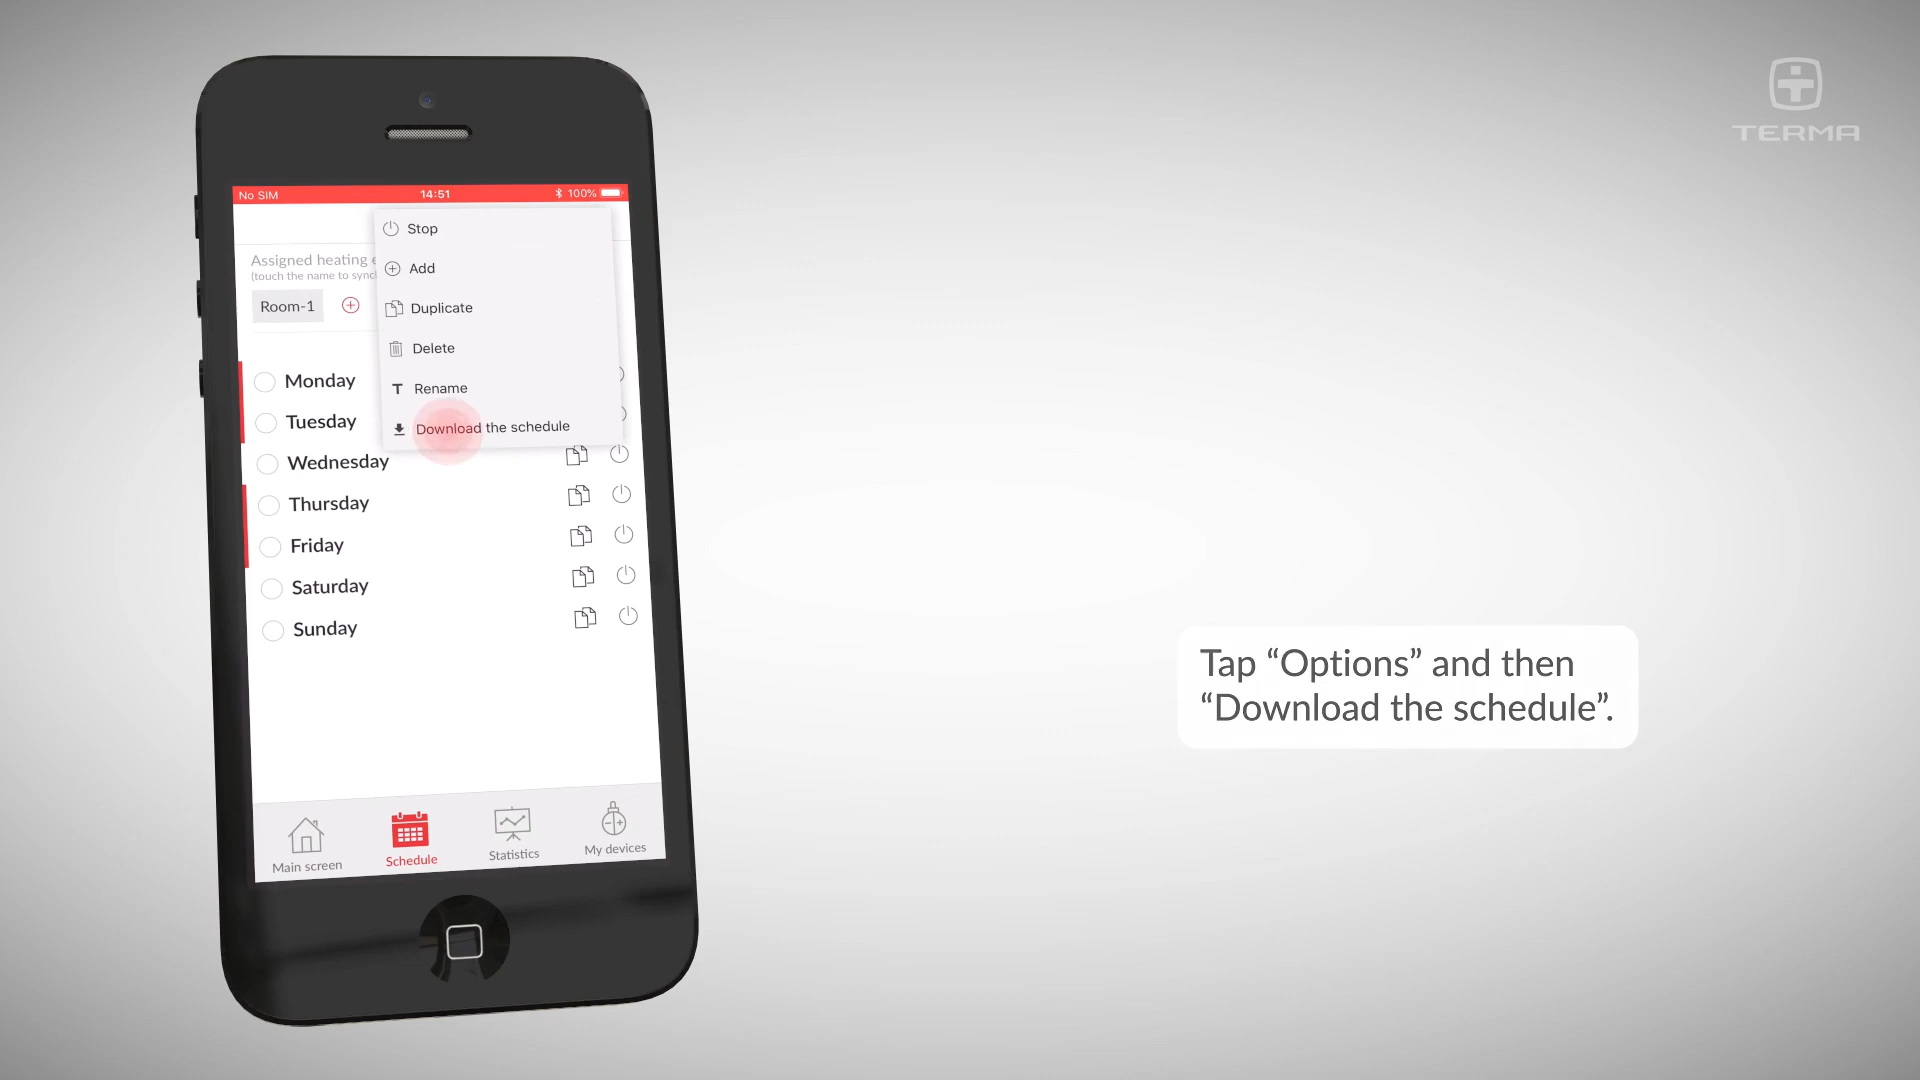 TERMA
No SIM 14:51 100%
Stop
Add
Duplicate
Delete
Rename
Download the schedule
Assigned heating e
(touch the name to sync
Room-1
Monday
Tuesday
Wednesday
Thursday
Friday
Saturday
Sunday
Main screen
Schedule
Statistics
My devices
Tap “Options” and then
“Download the schedule”.